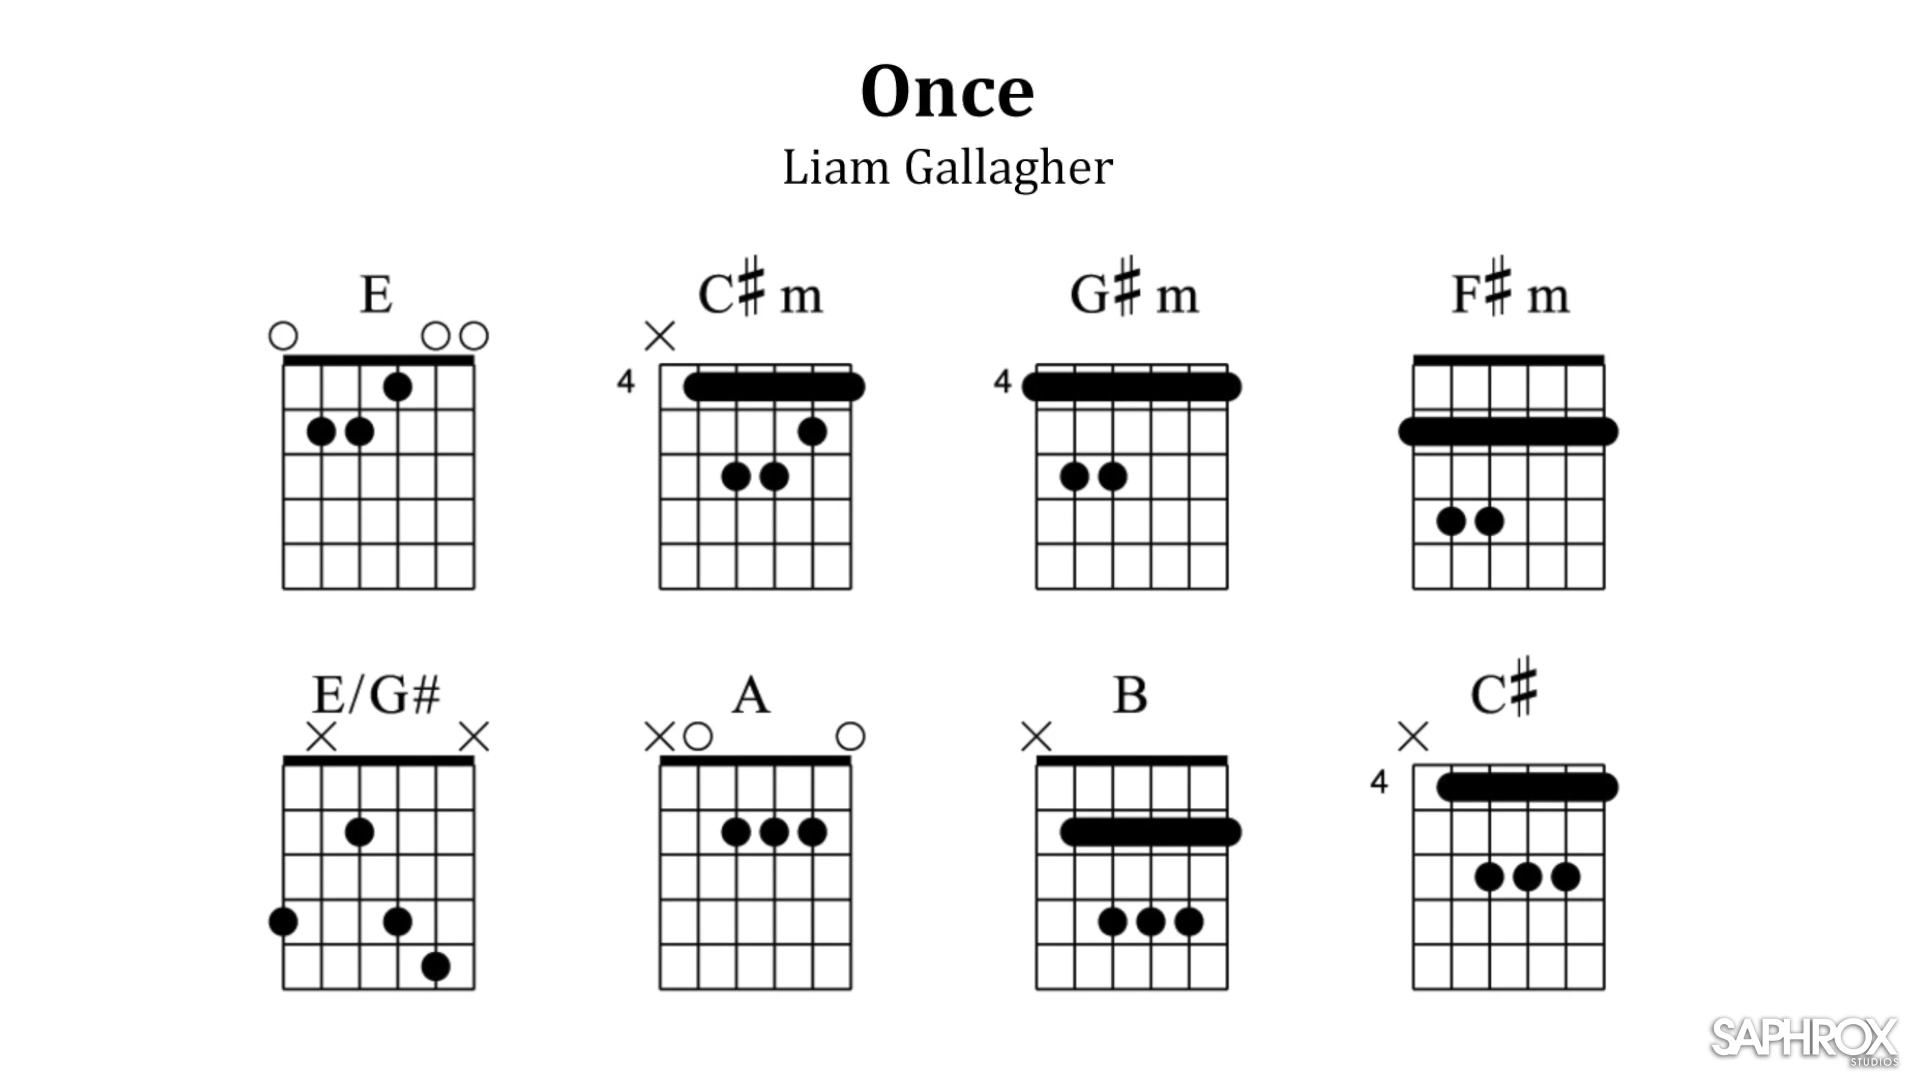 Once
Liam Gallagher
E C♯m G♯m F♯m
4 4
E/G# A B C♯
4
SAPHROX
STUDIOS